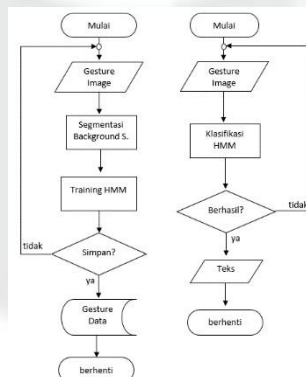 Mulai
Gesture
Image
Segmentasi
Background S.
Training HMM
tidak
Simpan?
ya
Gesture
Data
berhenti
Mulai
Gesture
Image
Klasifikasi
HMM
tidak
Berhasil?
ya
Teks
berhenti